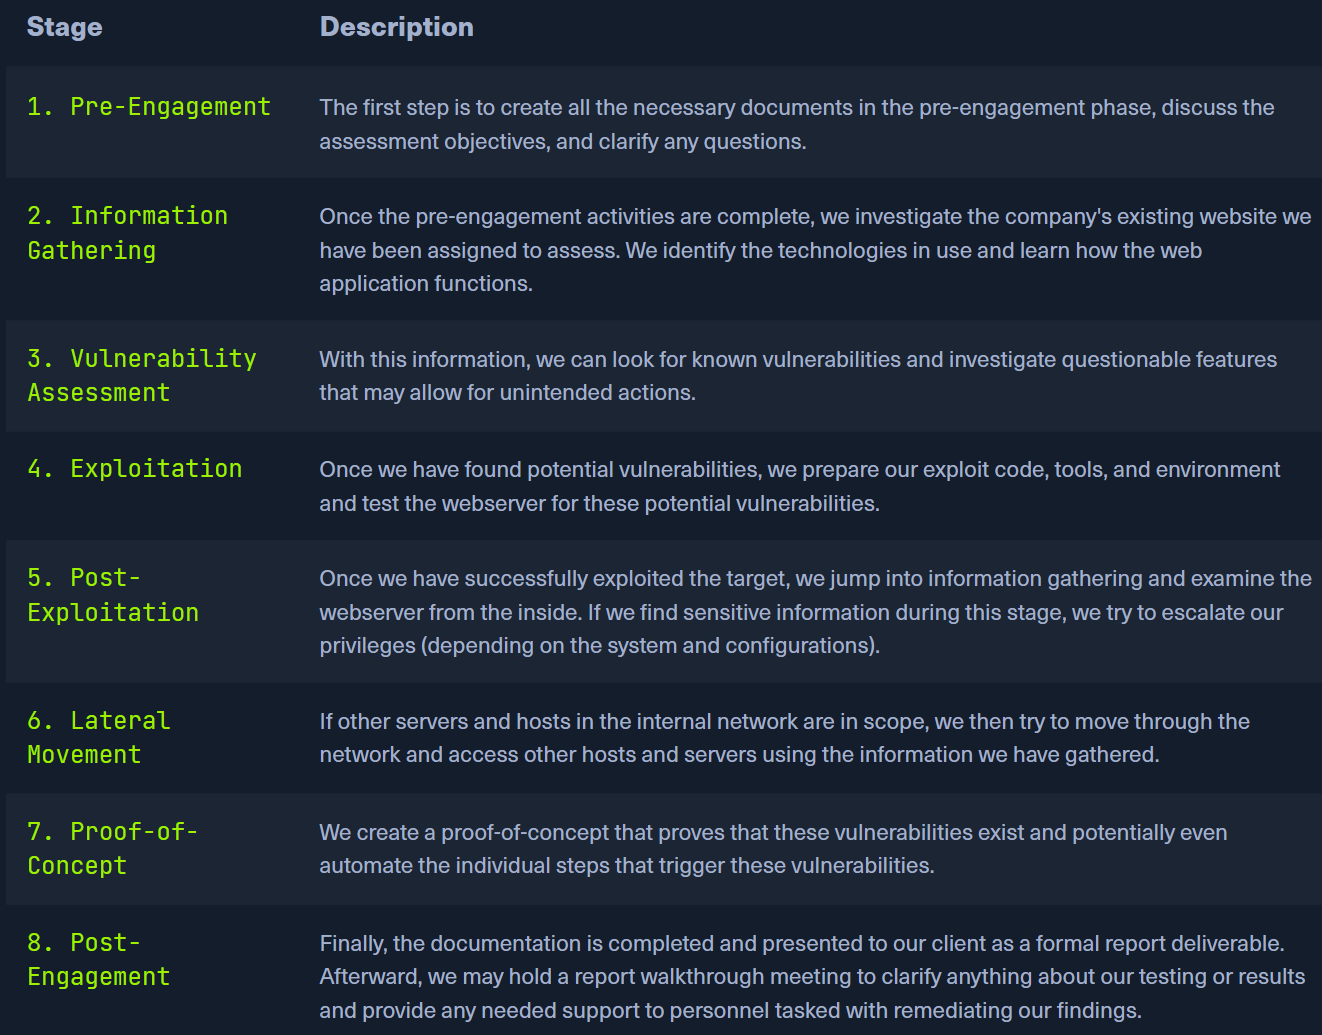 Stage Description
1. Pre-Engagement The first step is to create all the necessary documents in the pre-engagement phase, discuss the
assessment objectives, and clarify any questions.
2. Information
Gathering
Once the pre-engagement activities are complete, we investigate the company's existing website we
have been assigned to assess. We identify the technologies in use and learn how the web
application functions.
3. Vulnerability
Assessment
With this information, we can look for known vulnerabilities and investigate questionable features
that may allow for unintended actions.
4. Exploitation Once we have found potential vulnerabilities, we prepare our exploit code, tools, and environment
and test the webserver for these potential vulnerabilities.
5. Post-
Exploitation
Once we have successfully exploited the target, we jump into information gathering and examine the
webserver from the inside. If we find sensitive information during this stage, we try to escalate our
privileges (depending on the system and configurations).
6. Lateral
Movement
If other servers and hosts in the internal network are in scope, we then try to move through the
network and access other hosts and servers using the information we have gathered.
7. Proof-of-
Concept
We create a proof-of-concept that proves that these vulnerabilities exist and potentially even
automate the individual steps that trigger these vulnerabilities.
8. Post-
Engagement
Finally, the documentation is completed and presented to our client as a formal report deliverable.
Afterward, we may hold a report walkthrough meeting to clarify anything about our testing or results
and provide any needed support to personnel tasked with remediating our findings.